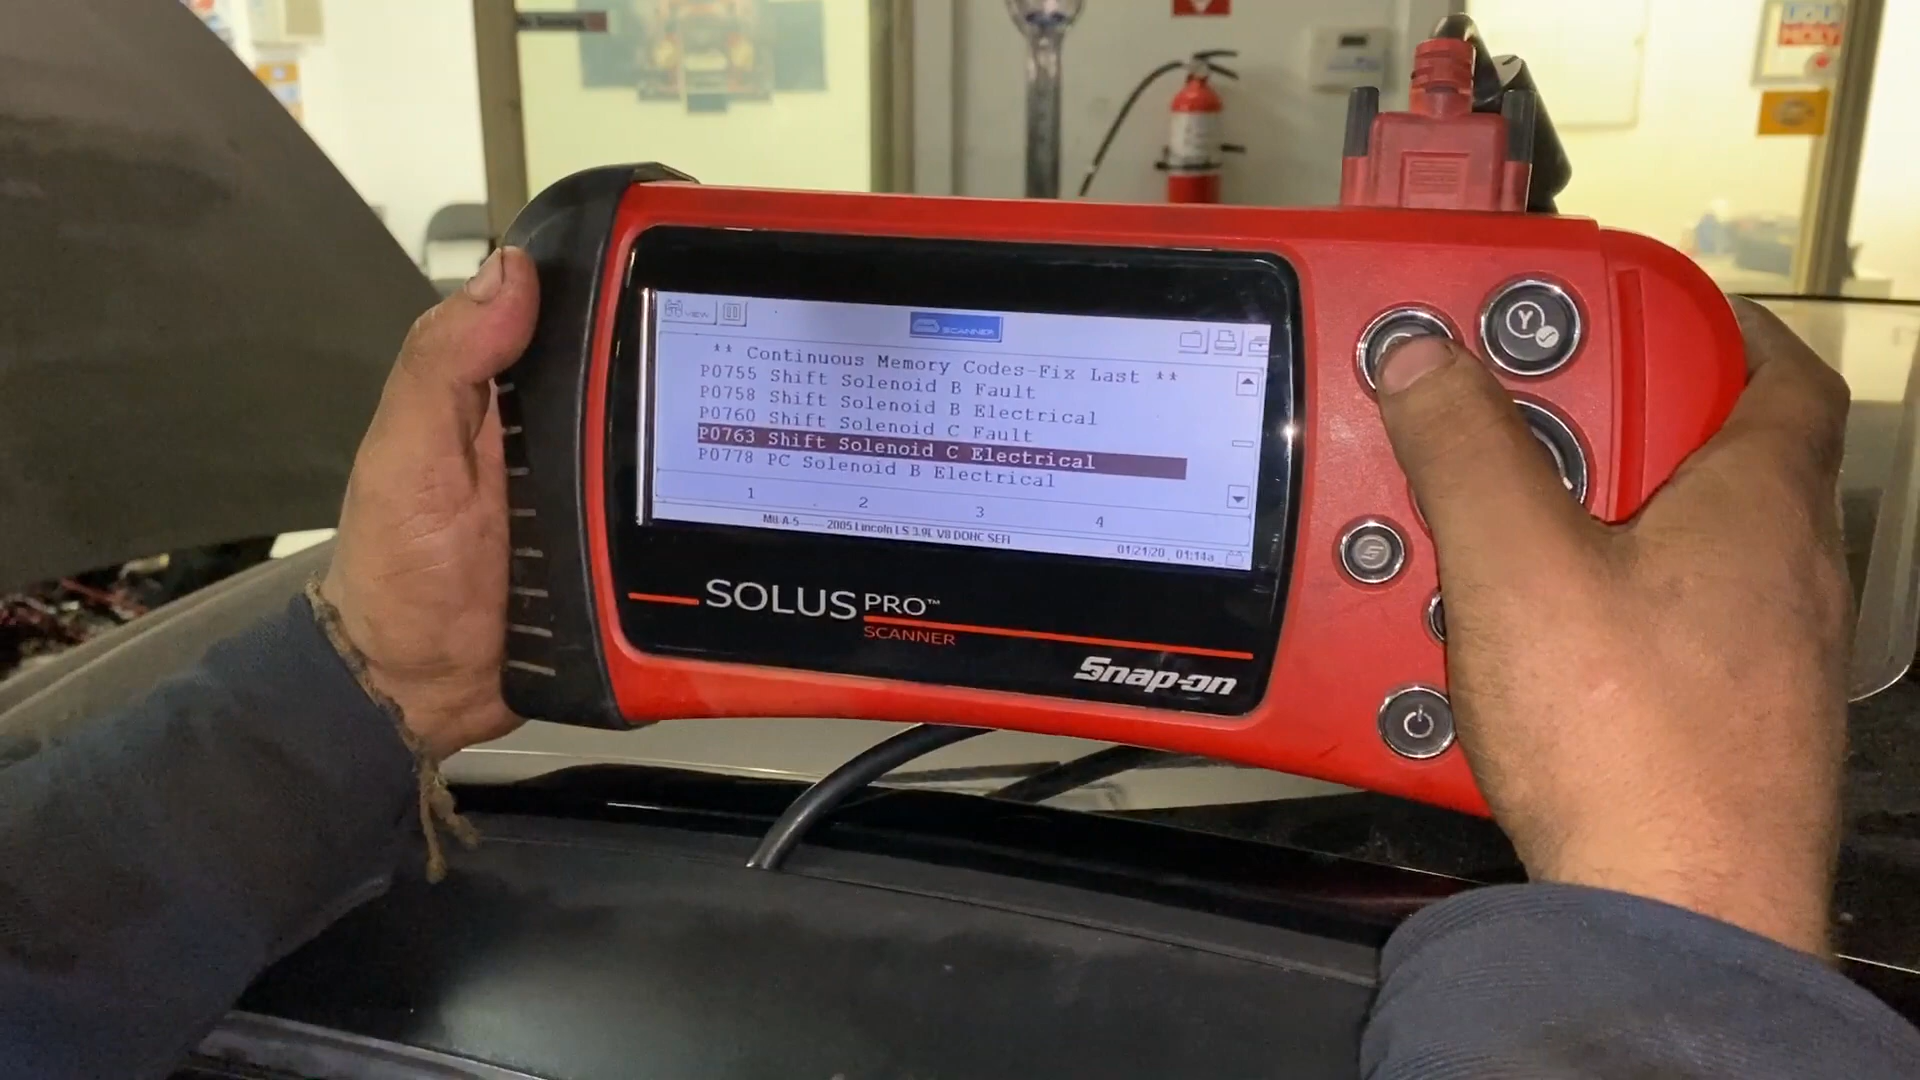 LIQUI
MOLY
VIEW
SCANNER
** Continuous Memory Codes-Fix Last **
P0755 Shift Solenoid B Fault
P0758 Shift Solenoid B Electrical
P0760 Shift Solenoid C Fault
P0763 Shift Solenoid C Electrical
P0778 PC Solenoid B Electrical
1 2 3 4
2005 Lincoln LS 3.9L V8 DOHC SEFI
01/21/20 01:14a
SOLUS PRO™
SCANNER
Snap-on
Y
S